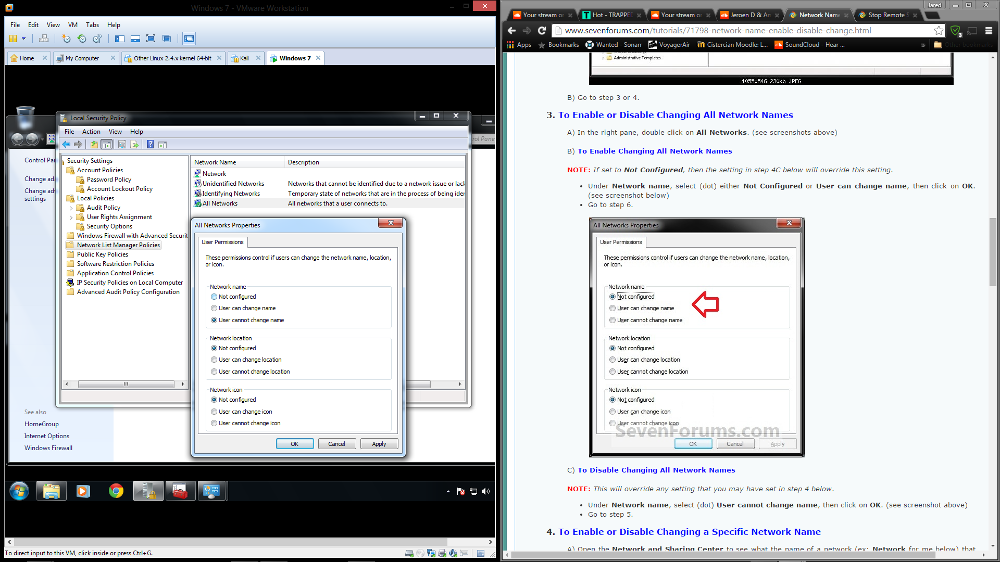 Windows 7 - VMware Workstation
File Edit View VM Tabs Help
Home
My Computer
Other Linux 2.4.x kernel 64-bit
Kali
Windows 7
Local Security Policy
File Action View Help
Control Par
Change ada
Change adv
settings
See also
HomeGroup
Internet Options
Windows Firewall
Security Settings
Account Policies
Password Policy
Account Lockout Policy
Local Policies
Audit Policy
User Rights Assignment
Security Options
Windows Firewall with Advanced Securit
Network List Manager Policies
Public Key Policies
Software Restriction Policies
Application Control Policies
IP Security Policies on Local Computer
Advanced Audit Policy Configuration
Network Name Description
Network
Unidentified Networks Networks that cannot be identified due to a network issue or lack
Identifying Networks Temporary state of networks that are in the process of being iden
All Networks All networks that a user connects to.
All Networks Properties
User Permissions
These permissions control if users can change the network name, location,
or icon.
Network name
Not configured
User can change name
User cannot change name
Network location
Not configured
User can change location
User cannot change location
Network icon
Not configured
User can change icon
User cannot change icon
OK Cancel Apply
To direct input to this VM, click inside or press Ctrl+G.
Jared
Your stream or
Hot - TRAPPED
Your stream or
Jeroen D & An
Network Name
Stop Remote S
www.sevenforums.com/tutorials/71798-network-name-enable-disable-change.html
Apps Bookmarks Wanted - Sonarr VoyagerAir Cistercian Moodle: L... SoundCloud - Hear ... » Other bookmarks
Administrative Templates
1055x546 230kb JPEG
B) Go to step 3 or 4.
3. To Enable or Disable Changing All Network Names
A) In the right pane, double click on All Networks. (see screenshots above)
B) To Enable Changing All Network Names
NOTE: If set to Not Configured, then the setting in step 4C below will override this setting.
• Under Network name, select (dot) either Not Configured or User can change name, then click on OK.
(see screenshot below)
• Go to step 6.
All Networks Properties
User Permissions
These permissions control if users can change the network name, location,
or icon.
Network name
Not configured
User can change name
User cannot change name
Network location
Not configured
User can change location
User cannot change location
Network icon
Not configured
User can change icon
User cannot change icon
SevenForums.com
OK Cancel Apply
C) To Disable Changing All Network Names
NOTE: This will override any setting that you may have set in step 4 below.
• Under Network name, select (dot) User cannot change name, then click on OK. (see screenshot above)
• Go to step 5.
4. To Enable or Disable Changing a Specific Network Name
A) Open the Network and Sharing Center to see what the name of a network (ex: Network for me below) that